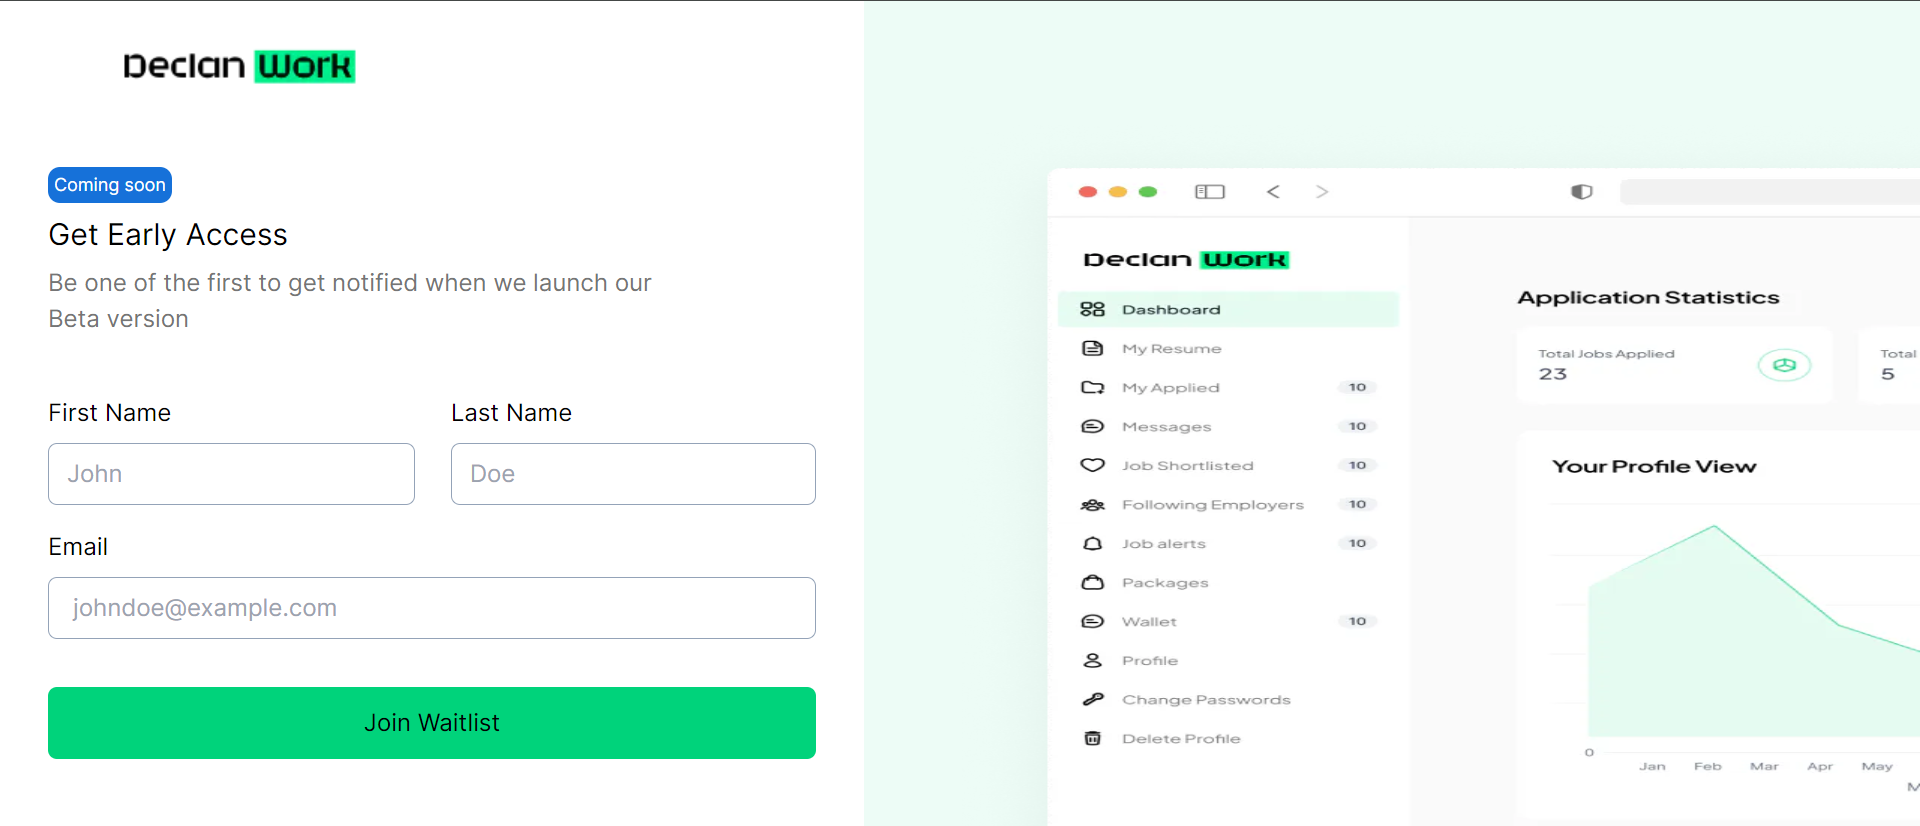 Declan Work
Coming soon
Get Early Access
Be one of the first to get notified when we launch our
Beta version
First Name
Last Name
John
Doe
Email
johndoe@example.com
Join Waitlist
Declan Work
Dashboard
My Resume
My Applied 10
Messages 10
Job Shortlisted 10
Following Employers 10
Job alerts 10
Packages
Wallet 10
Profile
Change Passwords
Delete Profile
Application Statistics
Total Jobs Applied
23
Total
5
Your Profile View
0
Jan Feb Mar Apr May
M